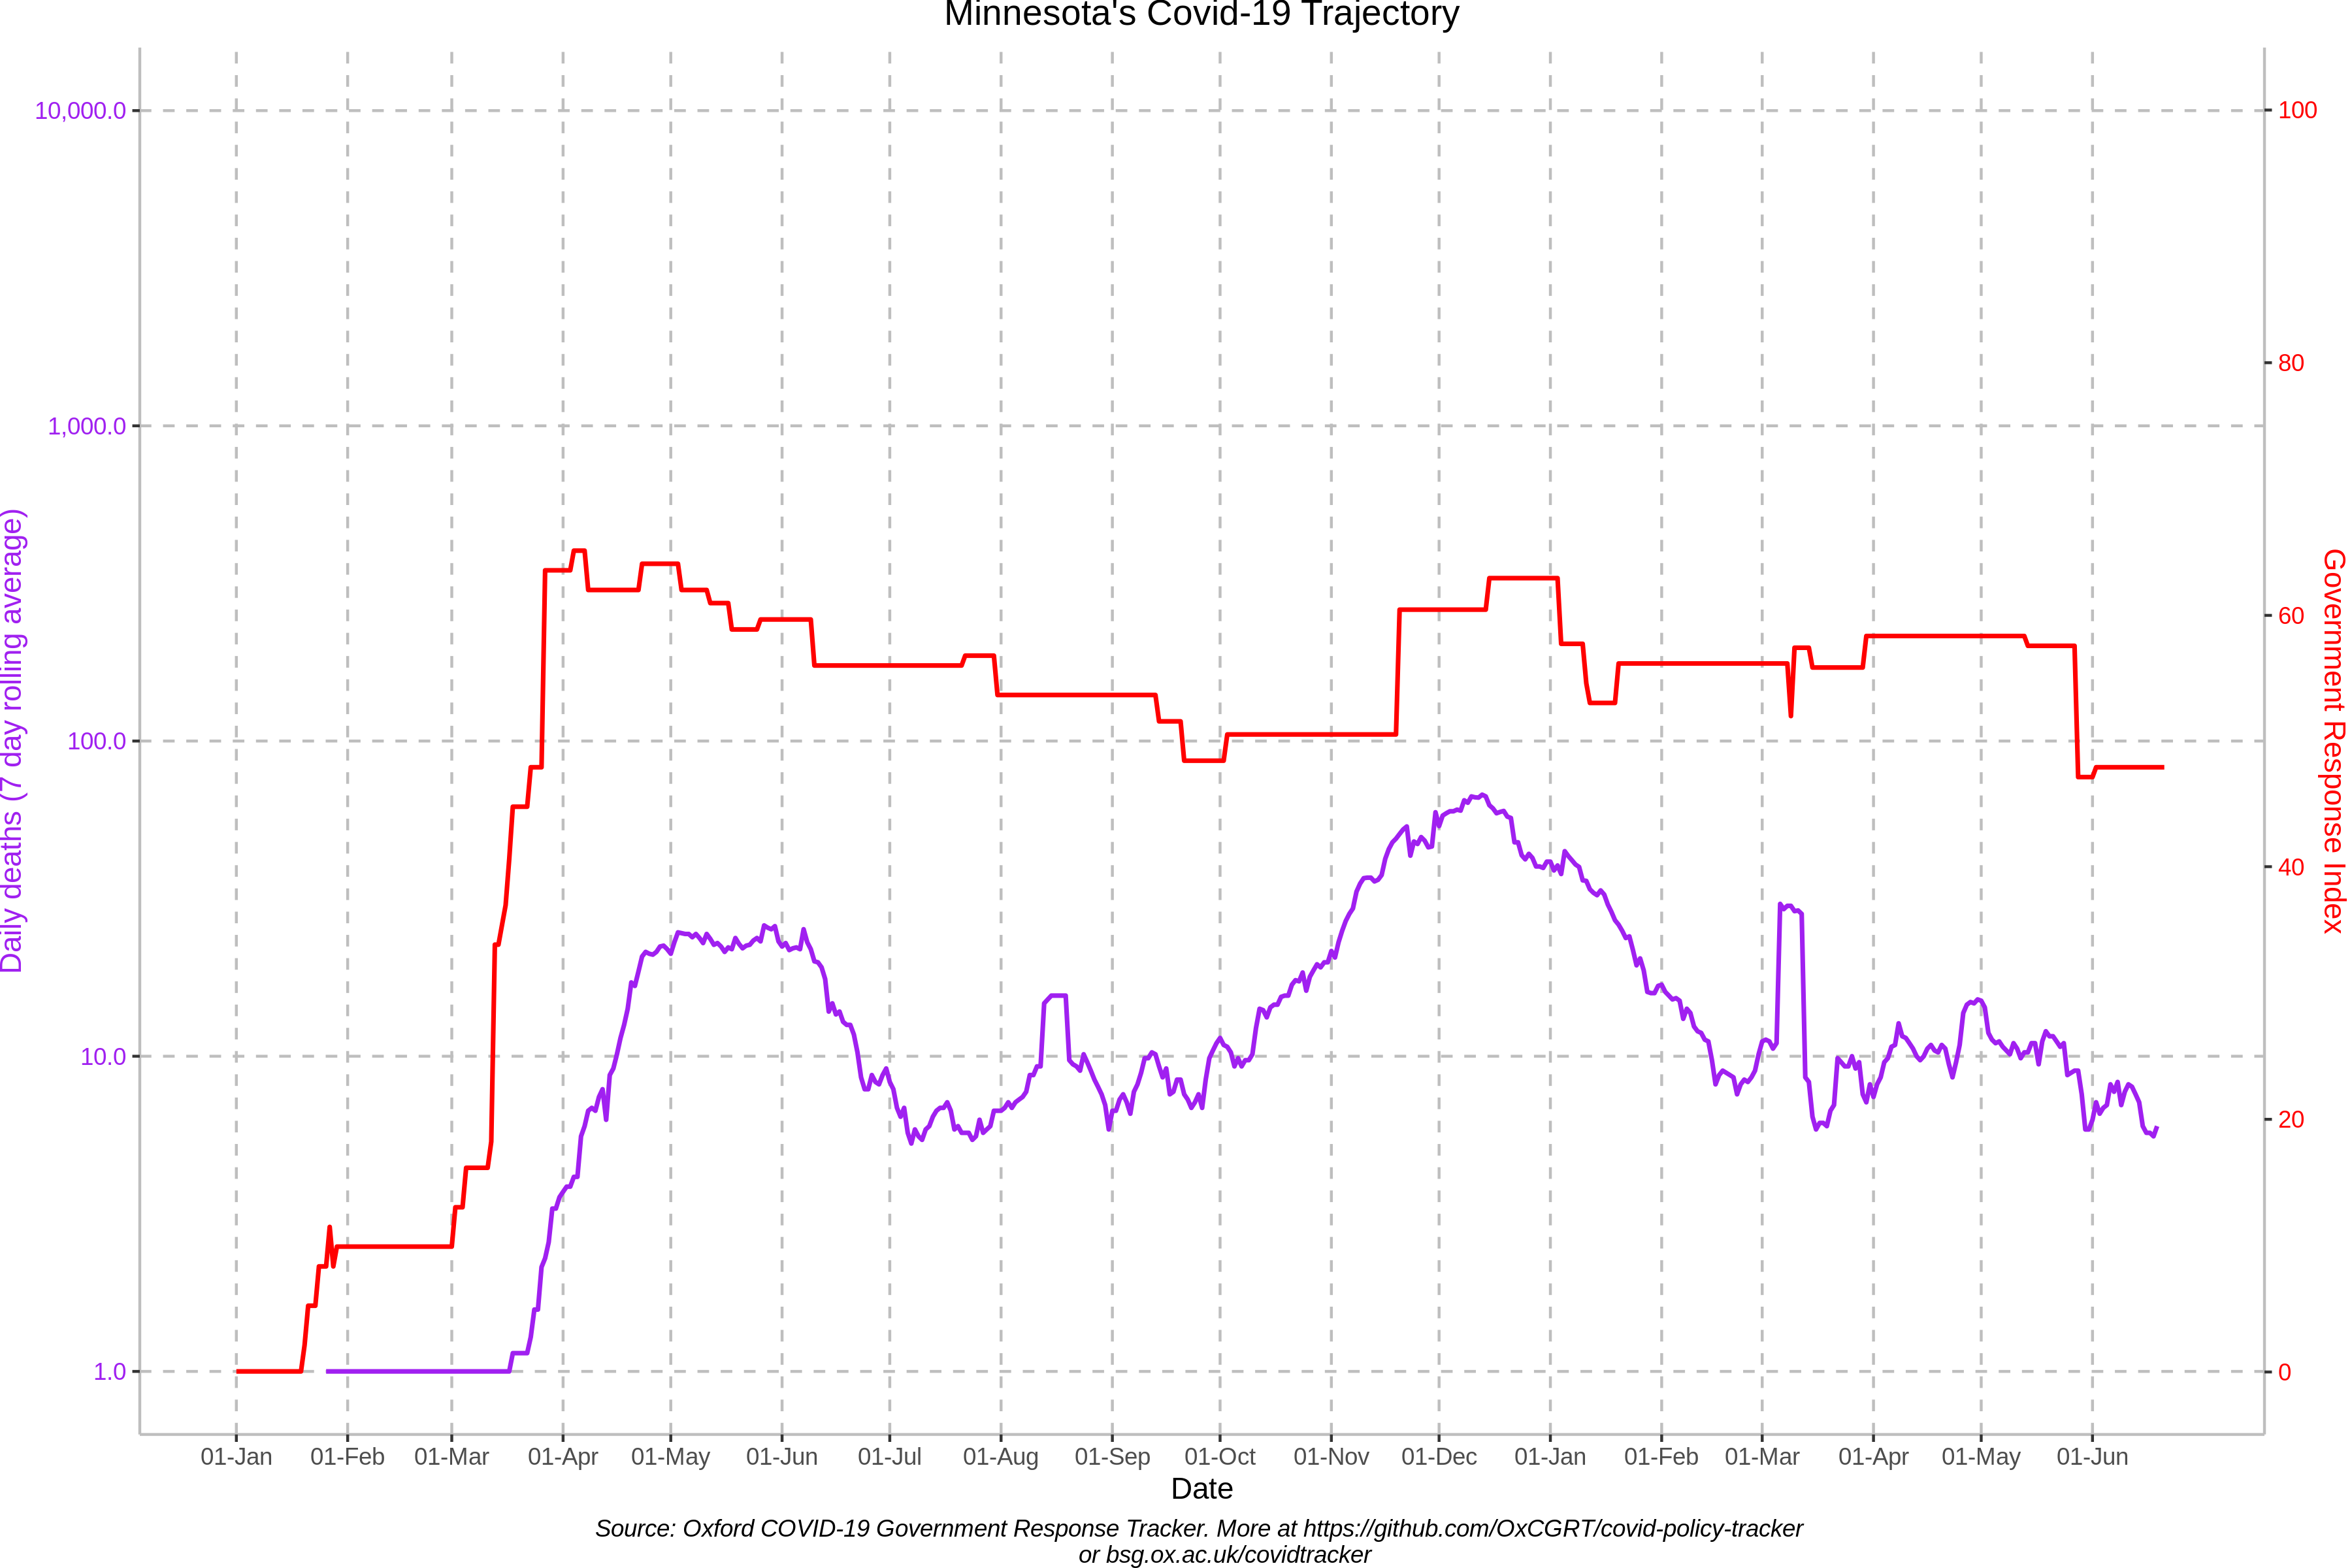 Minnesota's Covid-19 Trajectory
10,000.0
1,000.0
100.0
10.0
1.0
Daily deaths (7 day rolling average)
100
80
60
40
20
0
Government Response Index
01-Jan 01-Feb 01-Mar 01-Apr 01-May 01-Jun 01-Jul 01-Aug 01-Sep 01-Oct 01-Nov 01-Dec 01-Jan 01-Feb 01-Mar 01-Apr 01-May 01-Jun
Date
Source: Oxford COVID-19 Government Response Tracker. More at https://github.com/OxCGRT/covid-policy-tracker
or bsg.ox.ac.uk/covidtracker